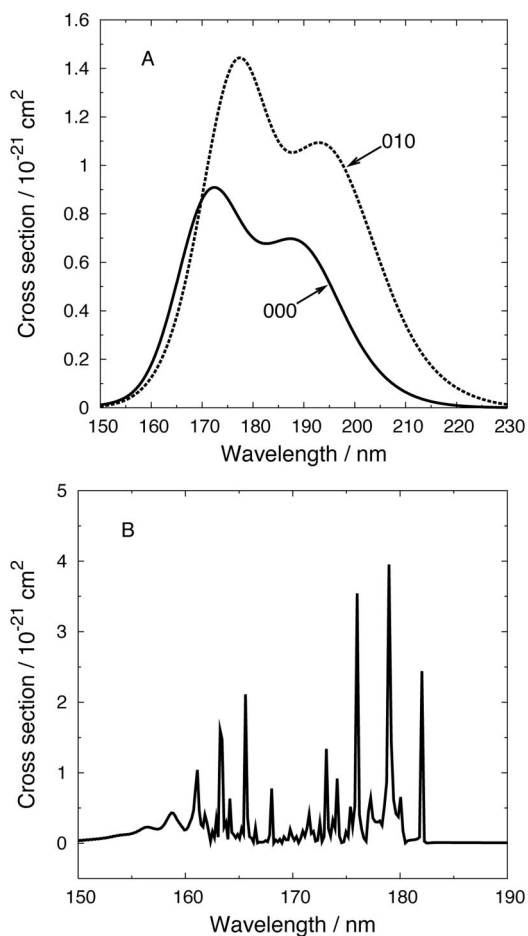 A
1.6
1.4
1.2
1
0.8
0.6
0.4
0.2
0
Cross section / 10⁻²¹ cm²
010
000
150 160 170 180 190 200 210 220 230
Wavelength / nm
B
5
4
3
2
1
0
Cross section / 10⁻²¹ cm²
150 160 170 180 190
Wavelength / nm